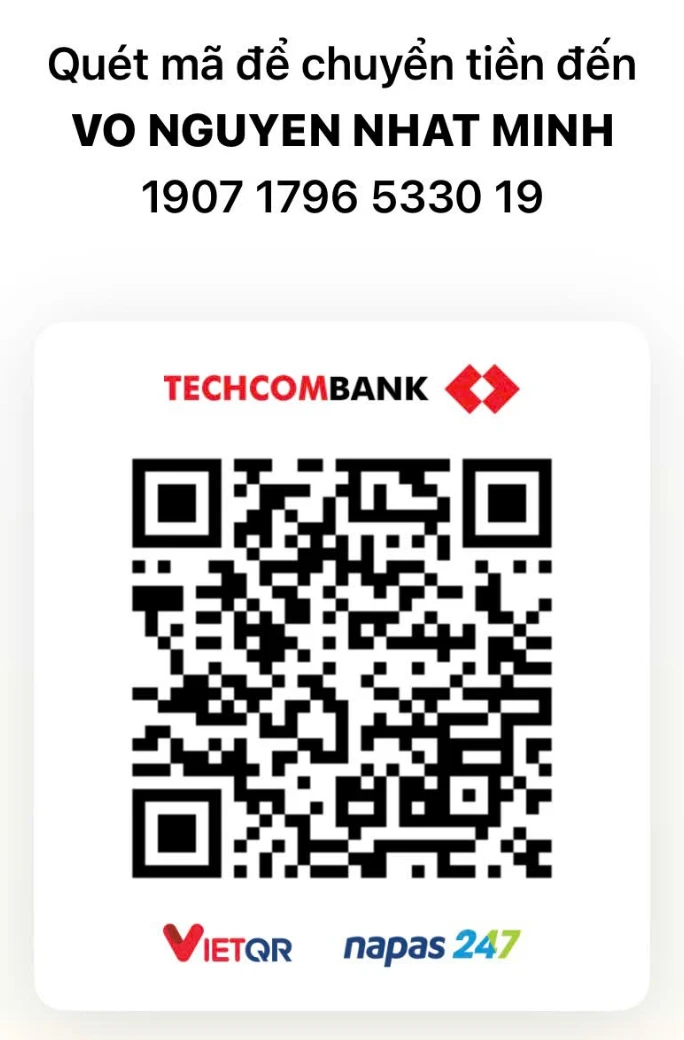 Quét mã để chuyển tiền đến
VO NGUYEN NHAT MINH
1907 1796 5330 19
TECHCOMBANK
VIETQR
napas 247